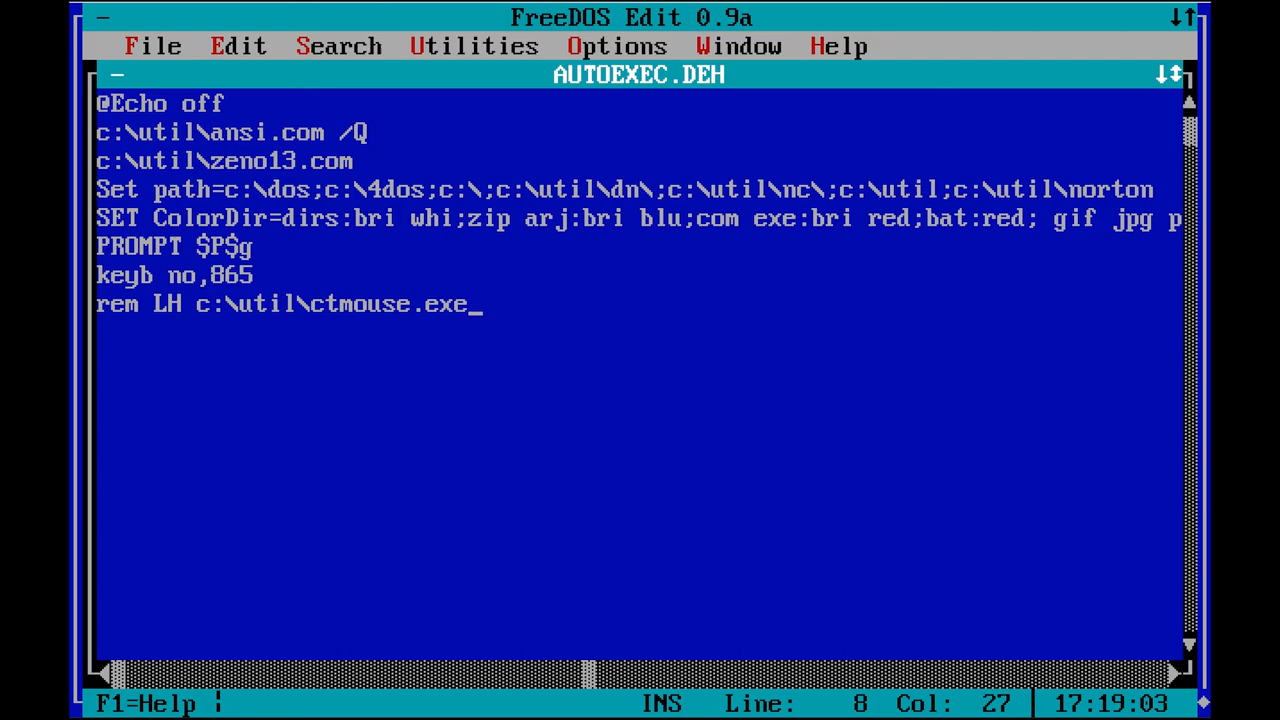 FreeDOS Edit 0.9a
File Edit Search Utilities Options Window Help
AUTOEXEC.DEH
@Echo off
c:\util\ansi.com /Q
c:\util\zeno13.com
Set path=c:\dos;c:\4dos;c:\;c:\util\dn\;c:\util\nc\;c:\util;c:\util\norton
SET ColorDir=dirs:bri whi;zip arj:bri blu;com exe:bri red;bat:red; gif jpg p
PROMPT $P$g
keyb no,865
rem LH c:\util\ctmouse.exe_
F1=Help ¦ INS Line: 8 Col: 27 │ 17:19:03